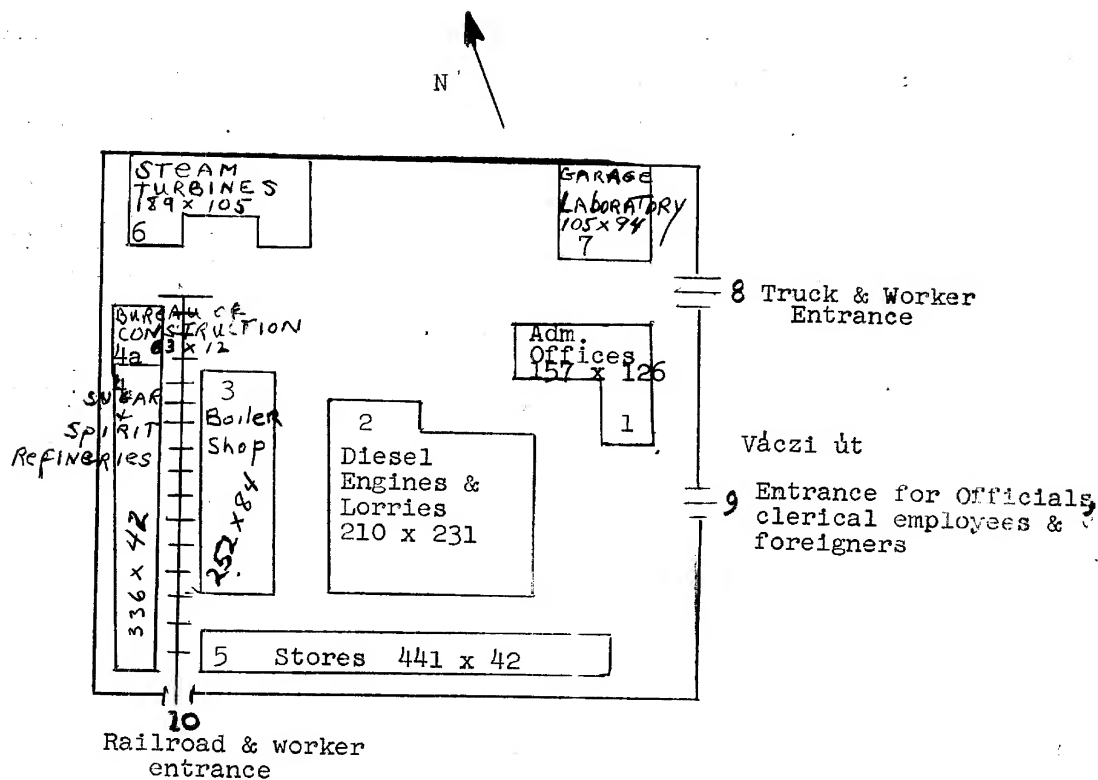 N
STEAM
TURBINES
189 x 105
6
GARAGE
LABORATORY
105 x 94
7
8 Truck & Worker
Entrance
BUREAU OF
CONSTRUCTION
4a 63 x 12
Adm.
Offices
157 x 126
1
4
SUGAR
&
SPIRIT
REFINERIES
336 x 42
3
Boiler
Shop
252 x 84
2
Diesel
Engines &
Lorries
210 x 231
Váczi út
9 Entrance for Officials,
clerical employees &
foreigners
5 Stores 441 x 42
10
Railroad & worker
entrance